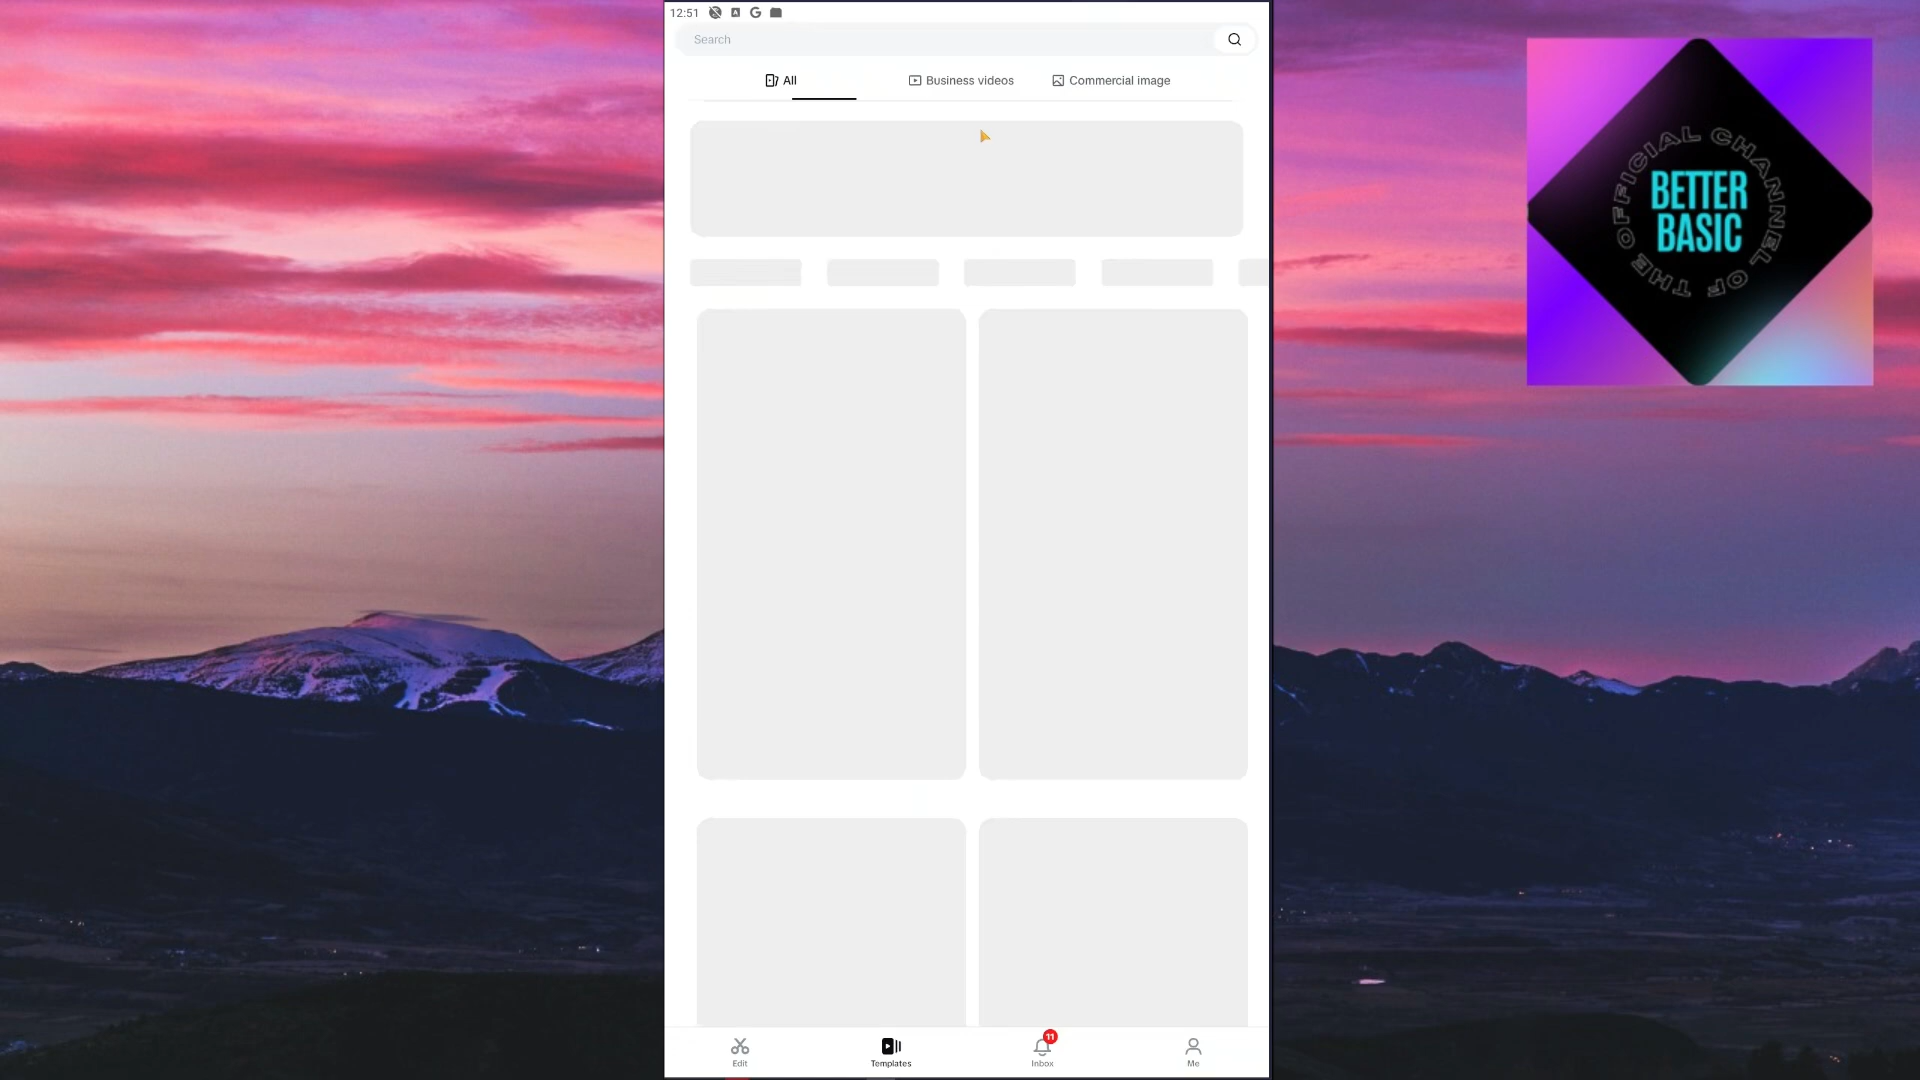 12:51
Search
All
Business videos
Commercial image
OFFICIAL CHANNEL OF THE
BETTER
BASIC
Edit
Templates
11
Inbox
Me